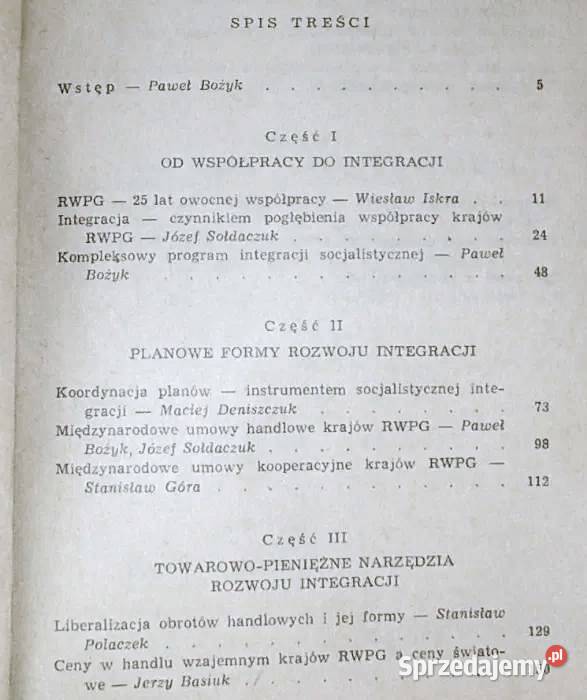 SPIS TREŚCI
Wstęp — Paweł Bożyk . . . . . . . . . . 5
Część I
OD WSPÓŁPRACY DO INTEGRACJI
RWPG — 25 lat owocnej współpracy — Wiesław Iskra . . 11
Integracja — czynnikiem pogłębienia współpracy krajów
RWPG — Józef Sołdaczuk . . . . . . . . 24
Kompleksowy program integracji socjalistycznej — Paweł
Bożyk . . . . . . . . . . . . 48
Część II
PLANOWE FORMY ROZWOJU INTEGRACJI
Koordynacja planów — instrumentem socjalistycznej inte-
gracji — Maciej Deniszczuk . . . . . . . 73
Międzynarodowe umowy handlowe krajów RWPG — Paweł
Bożyk, Józef Sołdaczuk . . . . . . . . 98
Międzynarodowe umowy kooperacyjne krajów RWPG —
Stanisław Góra . . . . . . . . . . 112
Część III
TOWAROWO-PIENIĘŻNE NARZĘDZIA
ROZWOJU INTEGRACJI
Liberalizacja obrotów handlowych i jej formy — Stanisław
Polaczek . . . . . . . . . . . 129
Ceny w handlu wzajemnym krajów RWPG a ceny świato-
we — Jerzy Basiuk . . . . . . . .
Sprzedajemy.pl